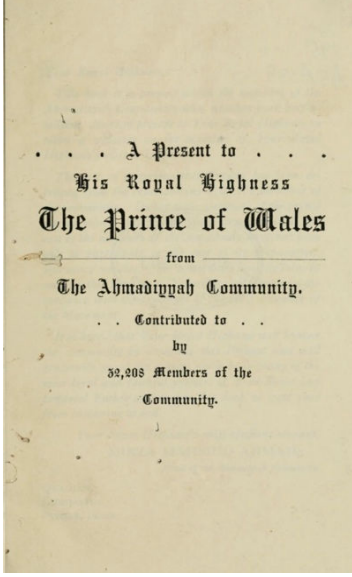 . . . A Present to . . .
His Royal Highness
The Prince of Wales
from
The Ahmadiyyah Community.
. . Contributed to . .
by
32,208 Members of the
Community.